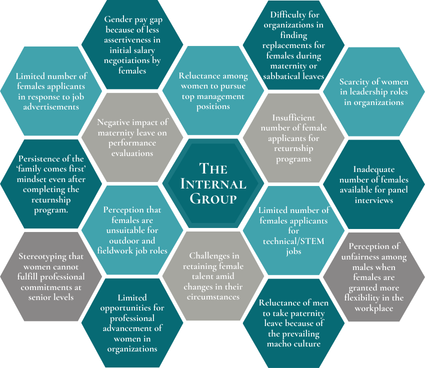 Gender pay gap
because of less
assertiveness in
initial salary
negotiations by
females
Difficulty for
organizations in
finding
replacements for
females during
maternity or
sabbatical leaves
Limited number of
females applicants
in response to job
advertisements
Reluctance among
women to pursue
top management
positions
Scarcity of women
in leadership roles
in organizations
Negative impact of
maternity leave on
performance
evaluations
Insufficient
number of female
applicants for
returnship
programs
Persistence of the
'family comes first'
mindset even after
completing the
returnship
program.
The
Internal
Group
Inadequate
number of females
available for panel
interviews
Perception that
females are
unsuitable for
outdoor and
fieldwork job roles
Limited number of
females applicants
for
technical/STEM
jobs
Stereotyping that
women cannot
fulfill professional
commitments at
senior levels
Challenges in
retaining female
talent amid
changes in their
circumstances
Perception of
unfairness among
males when
females are
granted more
flexibility in the
workplace
Limited
opportunities for
professional
advancement of
women in
organizations
Reluctance of men
to take paternity
leave because of
the prevailing
macho culture